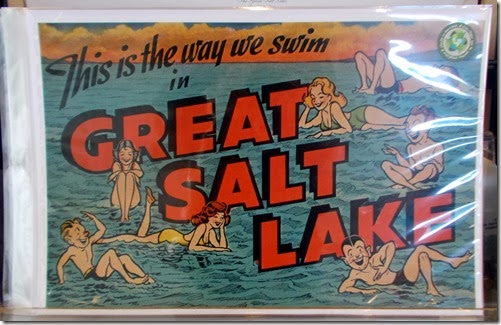 This is the way we swim
in
GREAT
SALT
LAKE